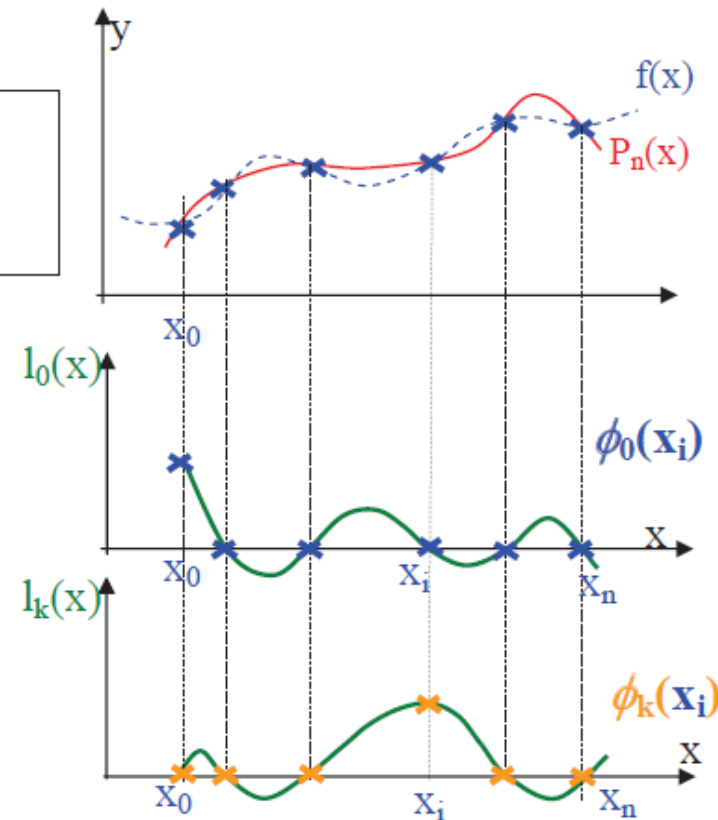 y
f(x)
Pₙ(x)
x₀
l₀(x)
ϕ₀(xᵢ)
x
x₀
xᵢ
xₙ
lₖ(x)
ϕₖ(xᵢ)
x
x₀
xᵢ
xₙ